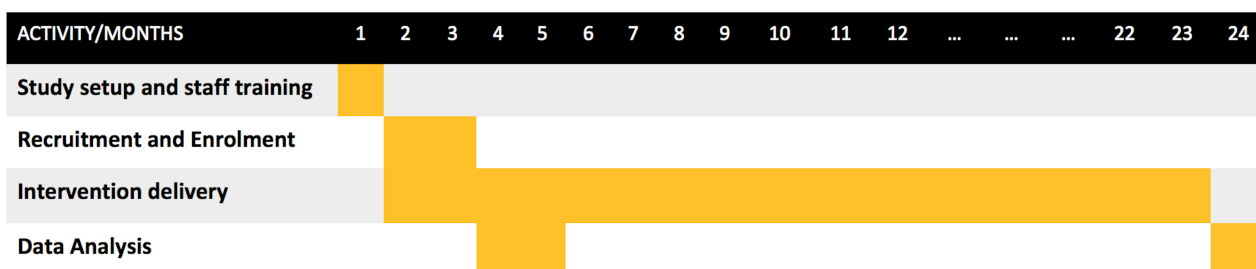 ACTIVITY/MONTHS 1 2 3 4 5 6 7 8 9 10 11 12 ... ... ... 22 23 24
Study setup and staff training
Recruitment and Enrolment
Intervention delivery
Data Analysis